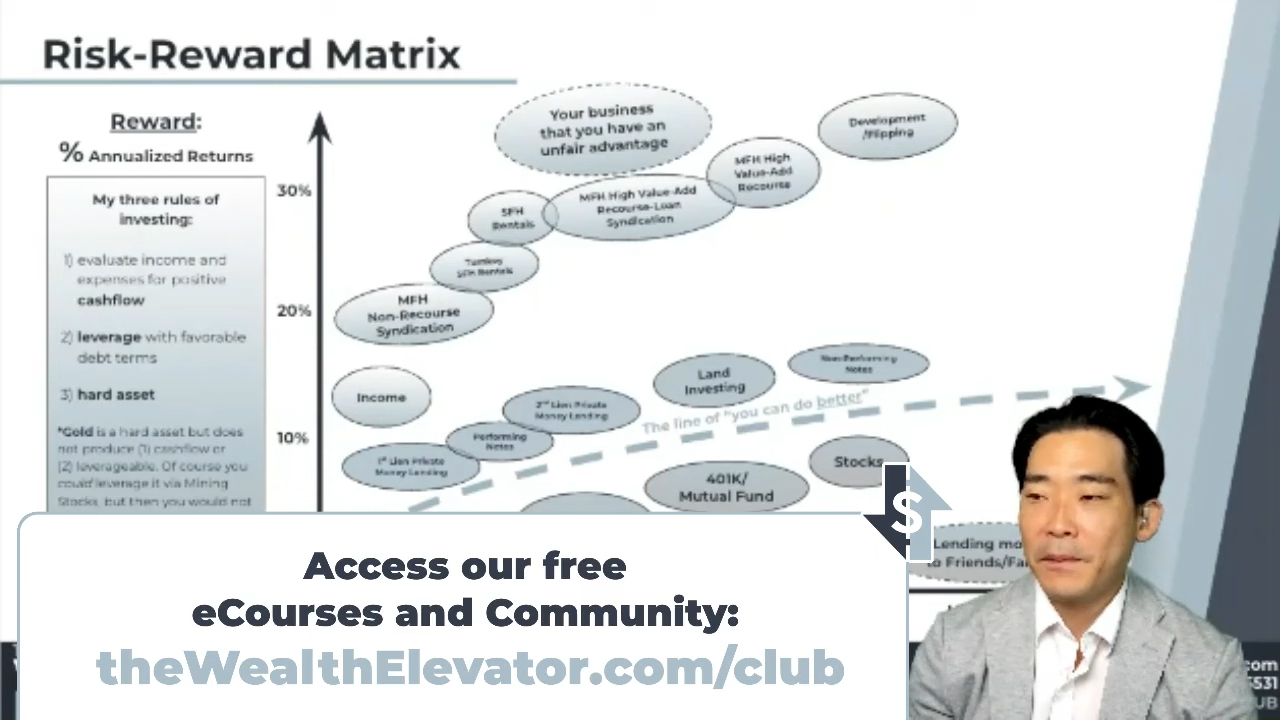 Risk-Reward Matrix
Reward:
% Annualized Returns
My three rules of
investing:
1) evaluate income and
expenses for positive
cashflow
2) leverage with favorable
debt terms
3) hard asset
*Gold is a hard asset but does
not produce (1) cashflow or
(2) leverageable. Of course you
could leverage it via Mining
Stocks, but then you would not
30%
20%
10%
Your business
that you have an
unfair advantage
Development
/Flipping
MFH High
Value-Add
Recourse
MFH High Value-Add
Recourse-Loan
Syndication
SFH
Rentals
Turnkey
SFH Rentals
MFH
Non-Recourse
Syndication
Income
Land
Investing
Non-Performing
Notes
2nd Lien Private
Money Lending
Performing
Notes
1st Lien Private
Money Lending
The line of "you can do better"
Stocks
401K/
Mutual Fund
Lending mo
to Friends/Fa
$
Access our free
eCourses and Community:
theWealthElevator.com/club
com
5531
UB